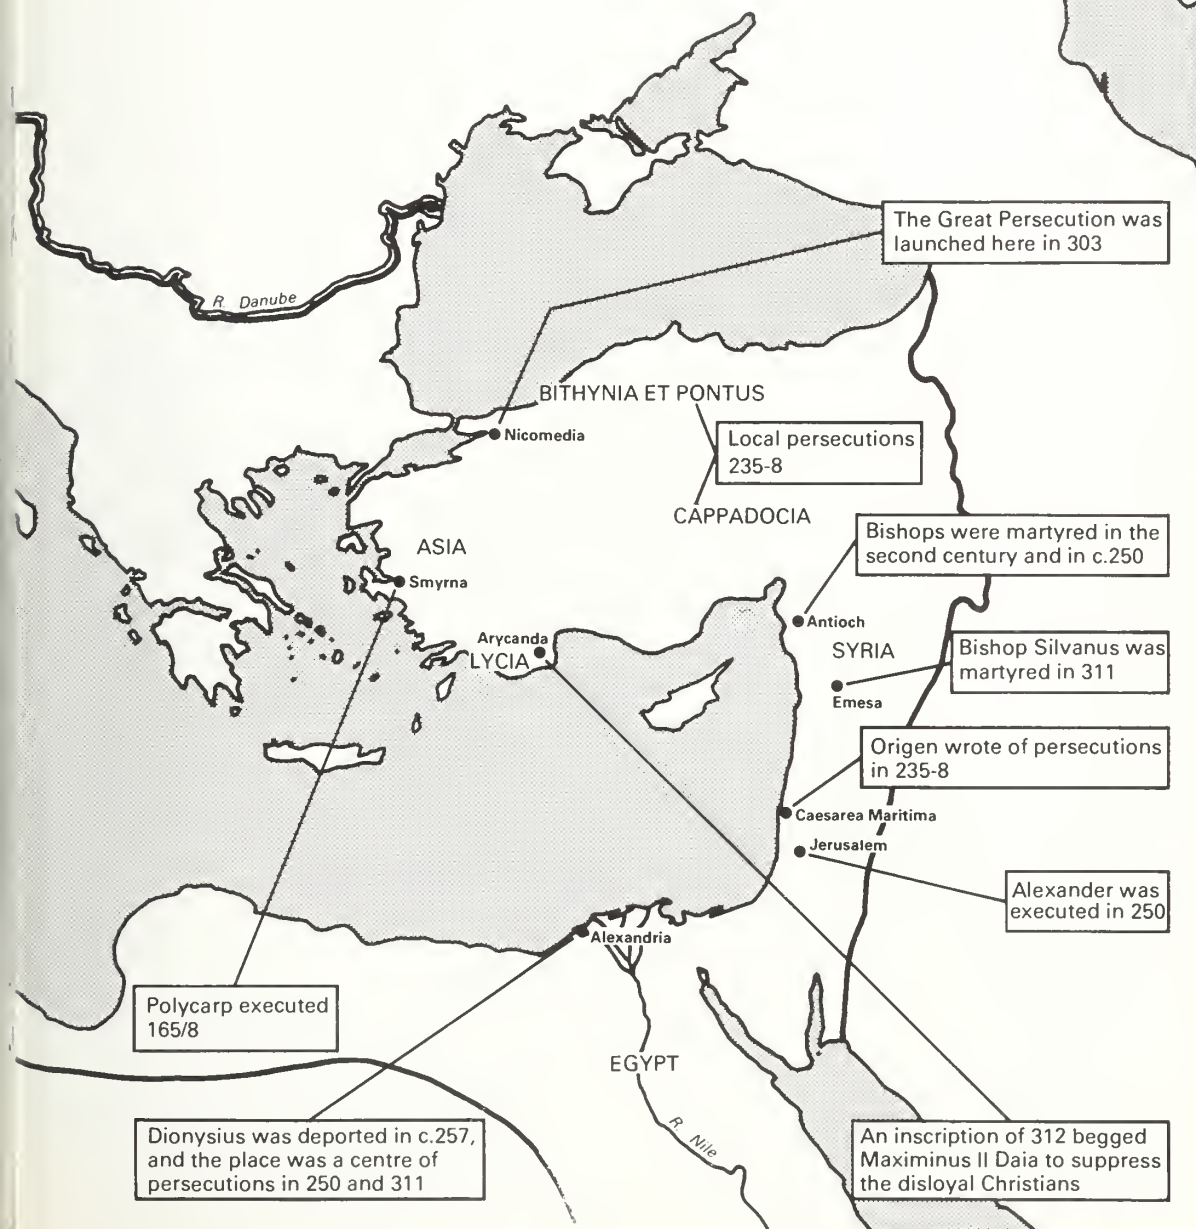 The Great Persecution was
launched here in 303
R. Danube
BITHYNIA ET PONTUS
Nicomedia
Local persecutions
235-8
CAPPADOCIA
Bishops were martyred in the
second century and in c.250
ASIA
Smyrna
Antioch
Arycanda
LYCIA
SYRIA
Bishop Silvanus was
martyred in 311
Emesa
Origen wrote of persecutions
in 235-8
Caesarea Maritima
Jerusalem
Alexander was
executed in 250
Alexandria
Polycarp executed
165/8
EGYPT
R. Nile
Dionysius was deported in c.257,
and the place was a centre of
persecutions in 250 and 311
An inscription of 312 begged
Maximinus II Daia to suppress
the disloyal Christians